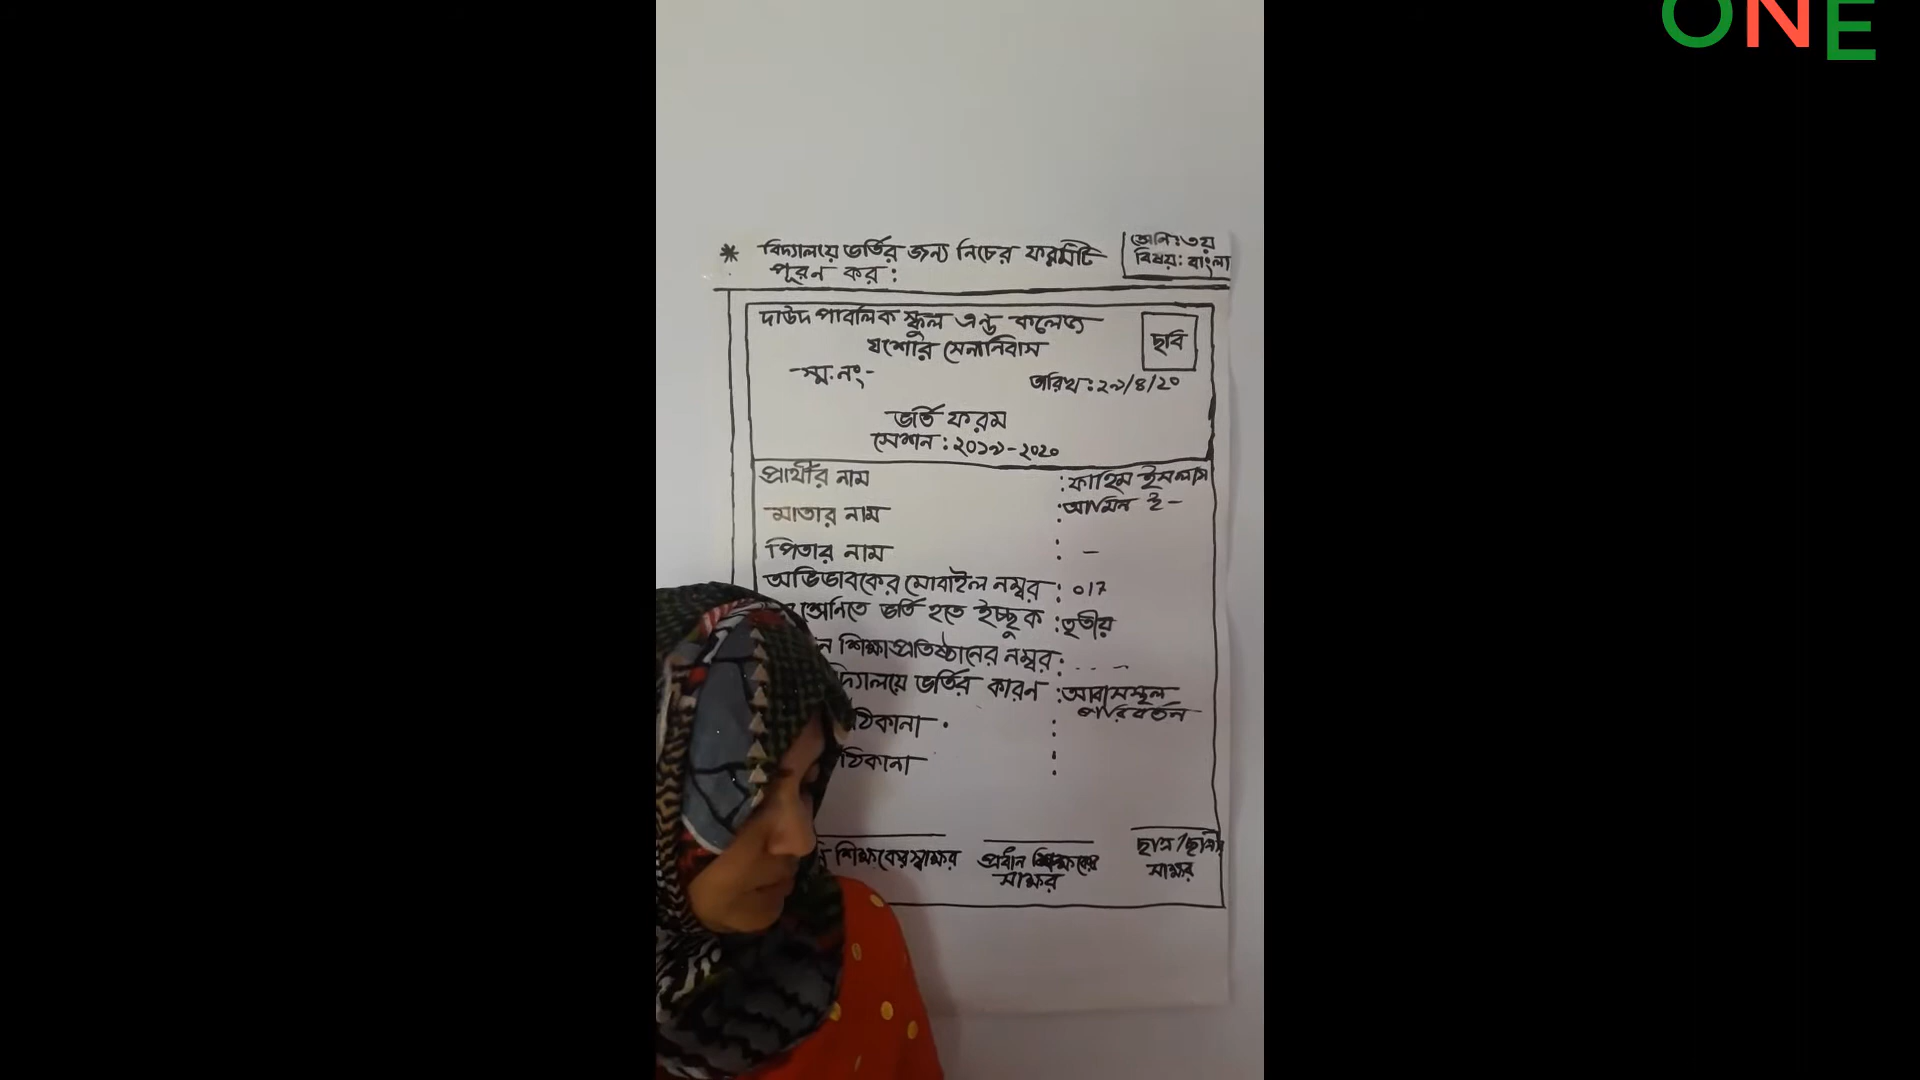 ONE
* বিদ্যালয়ে ভর্তির জন্য নিচের ফরমটি
পূরন কর :
শ্রেনি : ৩য়
বিষয় : বাংলা
দাউদ পাবলিক স্কুল এন্ড কলেজ
যশোর সেনানিবাস
ছবি
স্ম. নং-
তারিখ : ২৯/৪/২০
ভর্তি ফরম
সেশন : ২০১৯-২০২০
প্রার্থীর নাম : ফাহিম ইসলাম
মাতার নাম : আমিন ই -
পিতার নাম : -
অভিভাবকের মোবাইল নম্বর : ০১৭
শ্রেনিতে ভর্তি হতে ইচ্ছুক : তৃতীয়
ন শিক্ষাপ্রতিষ্ঠানের নম্বর : . . -
দ্যালয়ে ভর্তির কারন : আবাসস্থল
পরিবর্তন
ঠিকানা :
ঠিকানা :
শিক্ষকের স্বাক্ষর
প্রধান শিক্ষকের
সাক্ষর
ছাত্র/ছাত্রীর
সাক্ষর